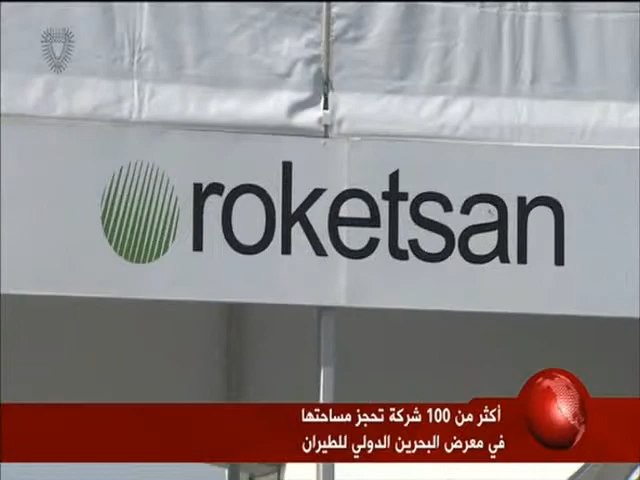 roketsan
أكثر من 100 شركة تحجز مساحتها
في معرض البحرين الدولي للطيران